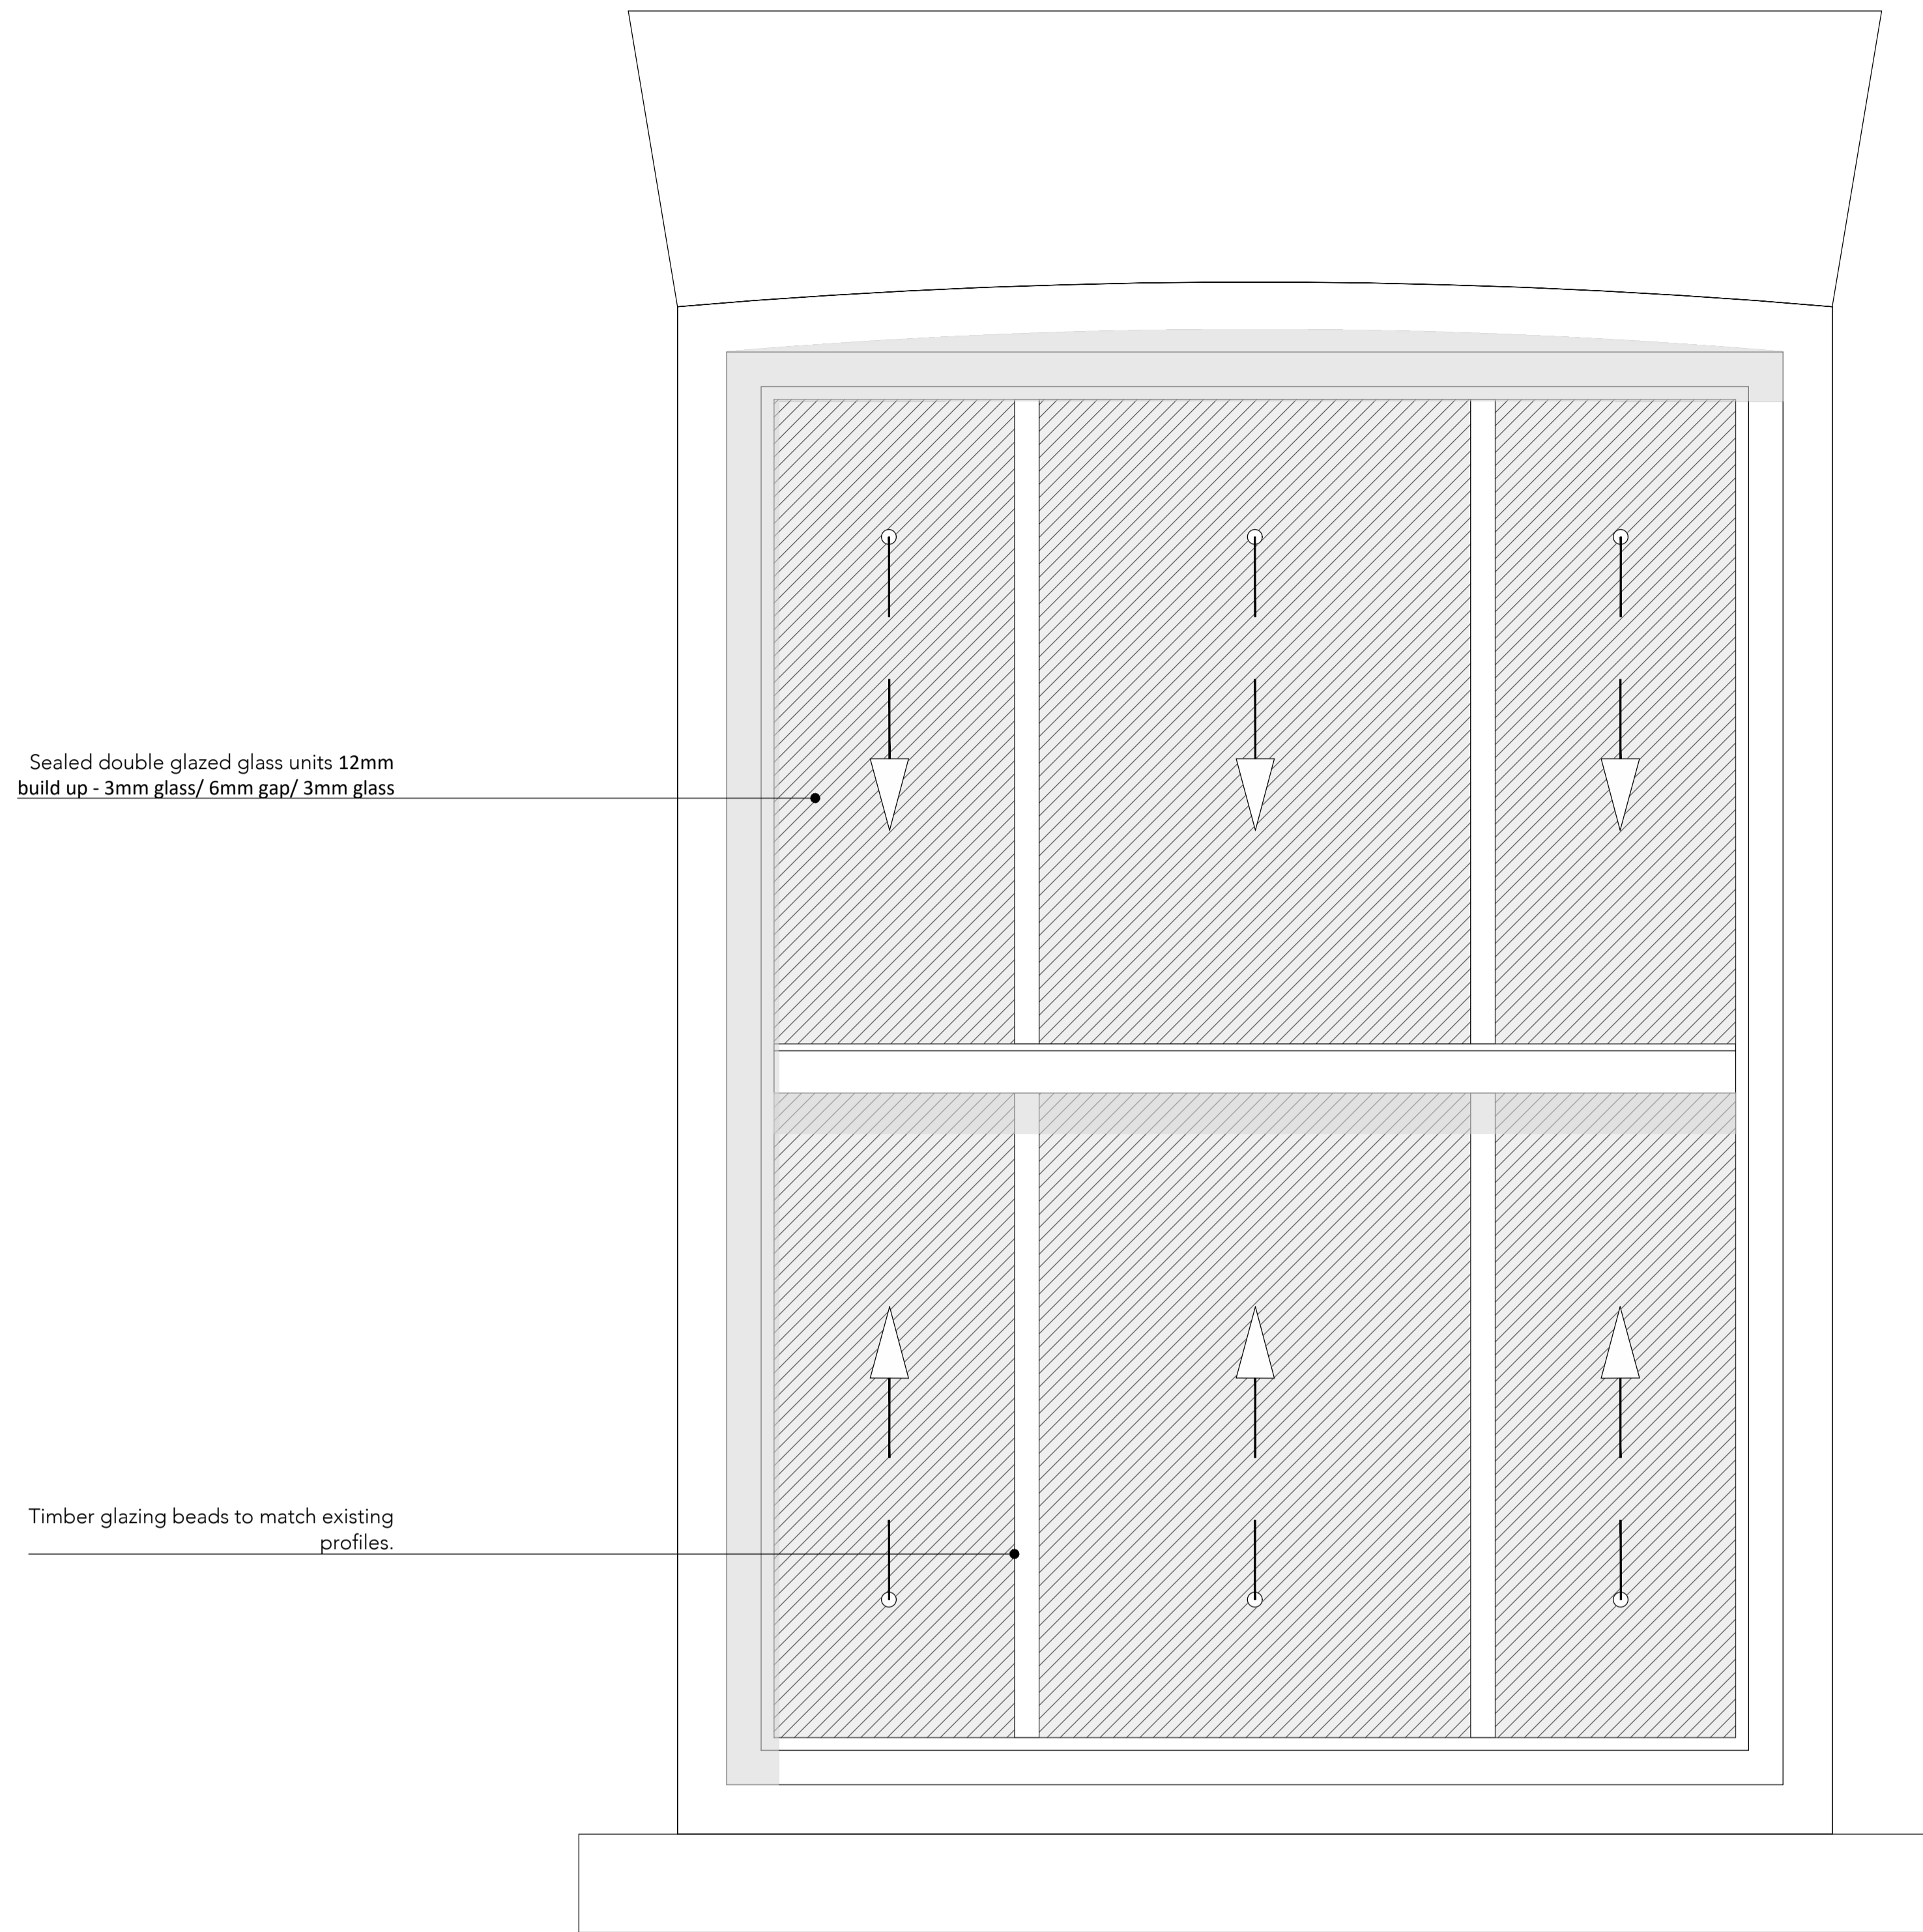 Sealed double glazed glass units 12mm
build up - 3mm glass/ 6mm gap/ 3mm glass
Timber glazing beads to match existing
profiles.